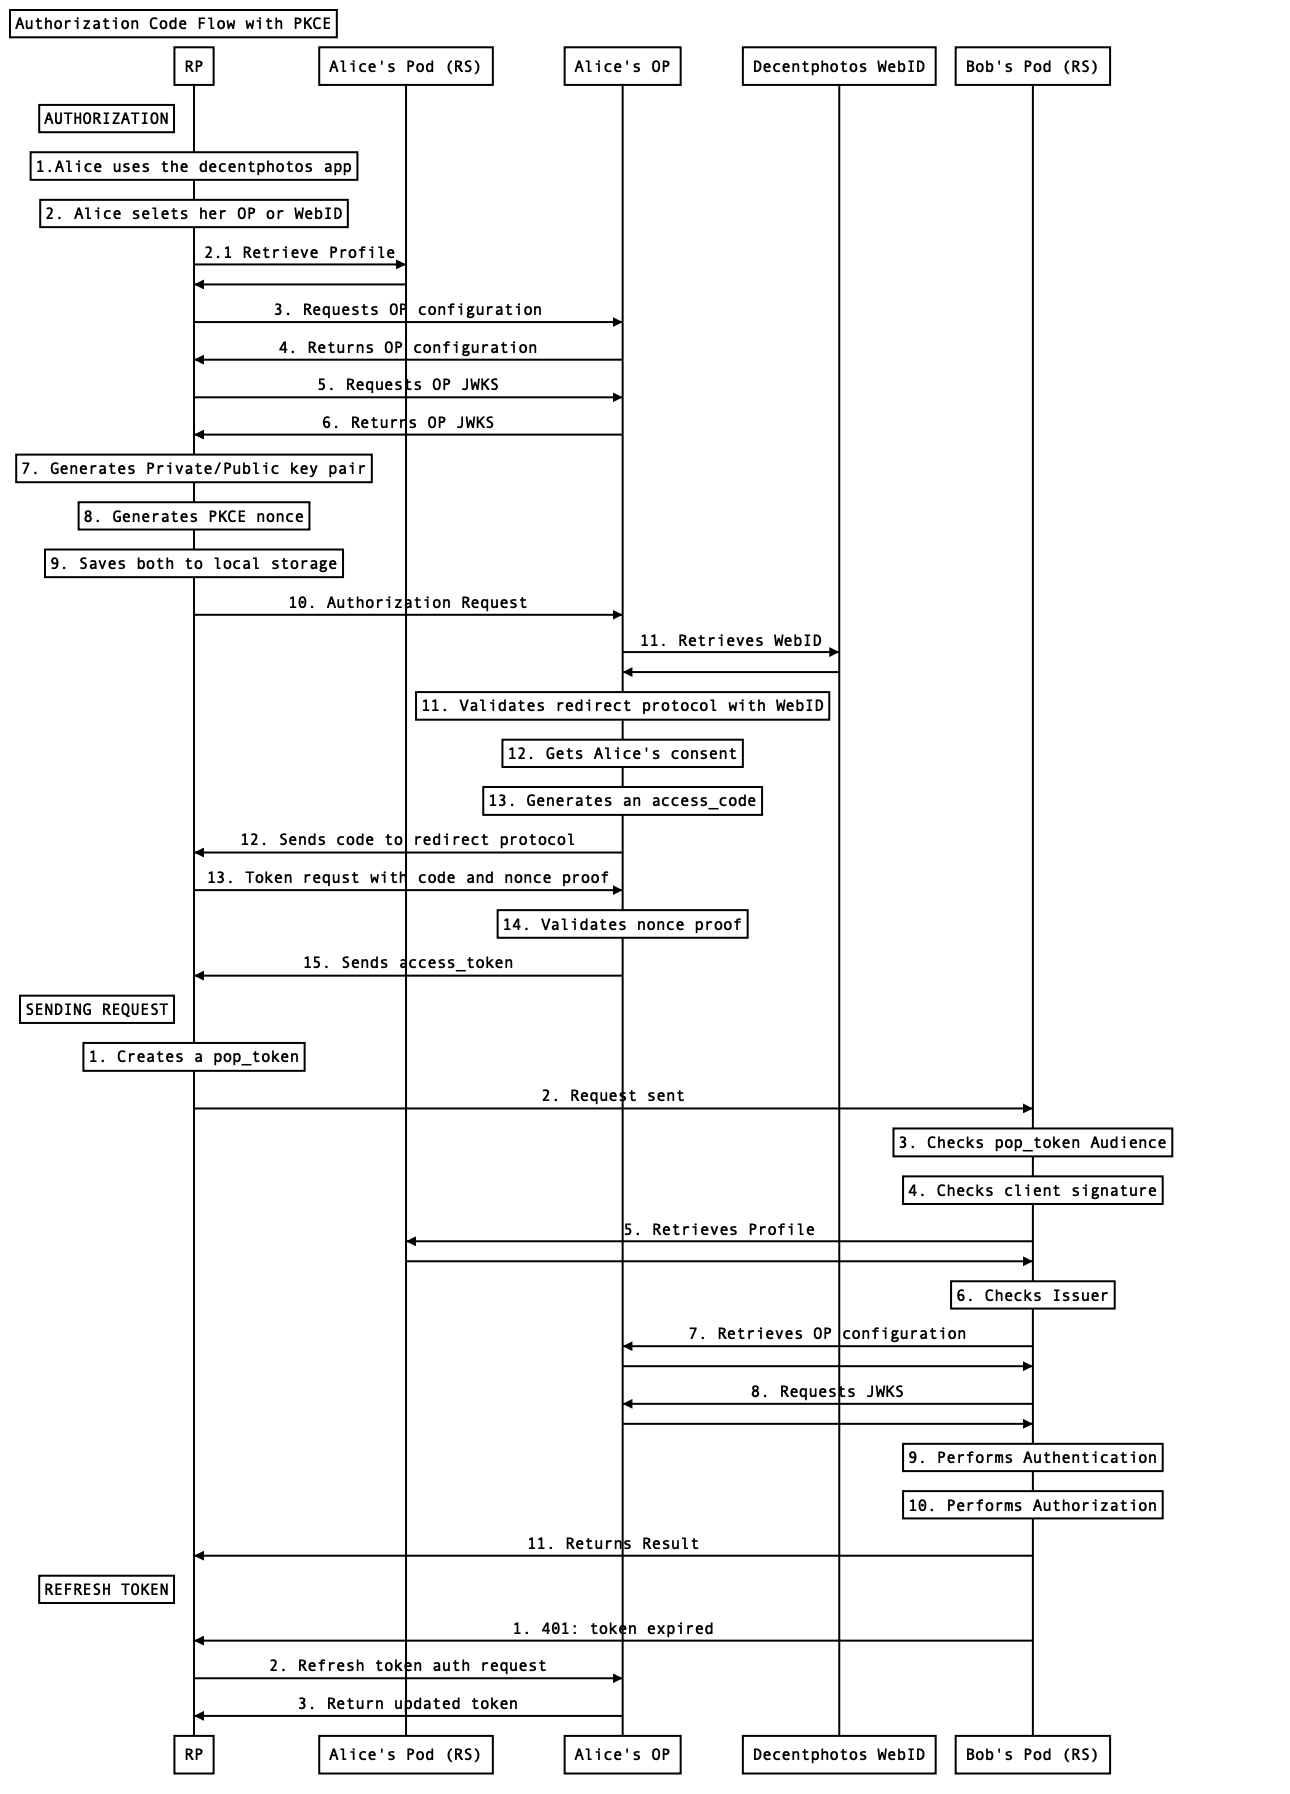 Authorization Code Flow with PKCE
RP
Alice's Pod (RS)
Alice's OP
Decentphotos WebID
Bob's Pod (RS)
AUTHORIZATION
1.Alice uses the decentphotos app
2. Alice selets her OP or WebID
2.1 Retrieve Profile
3. Requests OP configuration
4. Returns OP configuration
5. Requests OP JWKS
6. Returns OP JWKS
7. Generates Private/Public key pair
8. Generates PKCE nonce
9. Saves both to local storage
10. Authorization Request
11. Retrieves WebID
11. Validates redirect protocol with WebID
12. Gets Alice's consent
13. Generates an access_code
12. Sends code to redirect protocol
13. Token requst with code and nonce proof
14. Validates nonce proof
15. Sends access_token
SENDING REQUEST
1. Creates a pop_token
2. Request sent
3. Checks pop_token Audience
4. Checks client signature
5. Retrieves Profile
6. Checks Issuer
7. Retrieves OP configuration
8. Requests JWKS
9. Performs Authentication
10. Performs Authorization
11. Returns Result
REFRESH TOKEN
1. 401: token expired
2. Refresh token auth request
3. Return updated token
RP
Alice's Pod (RS)
Alice's OP
Decentphotos WebID
Bob's Pod (RS)